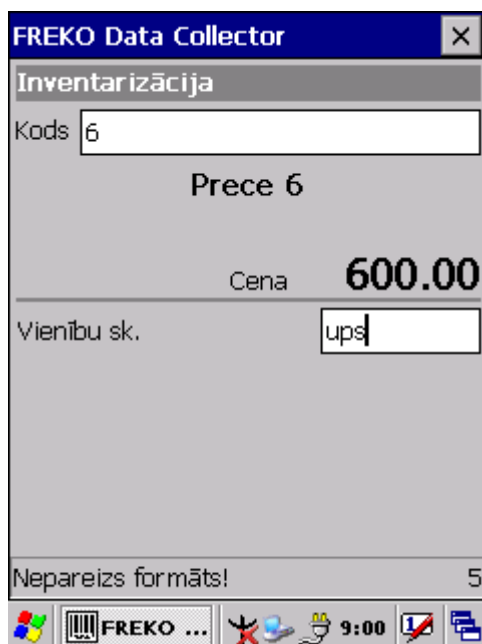 FREKO Data Collector
Inventarizācija
Kods 6
Prece 6
Cena 600.00
Vienību sk. ups
Nepareizs formāts! 5
FREKO ... 9:00